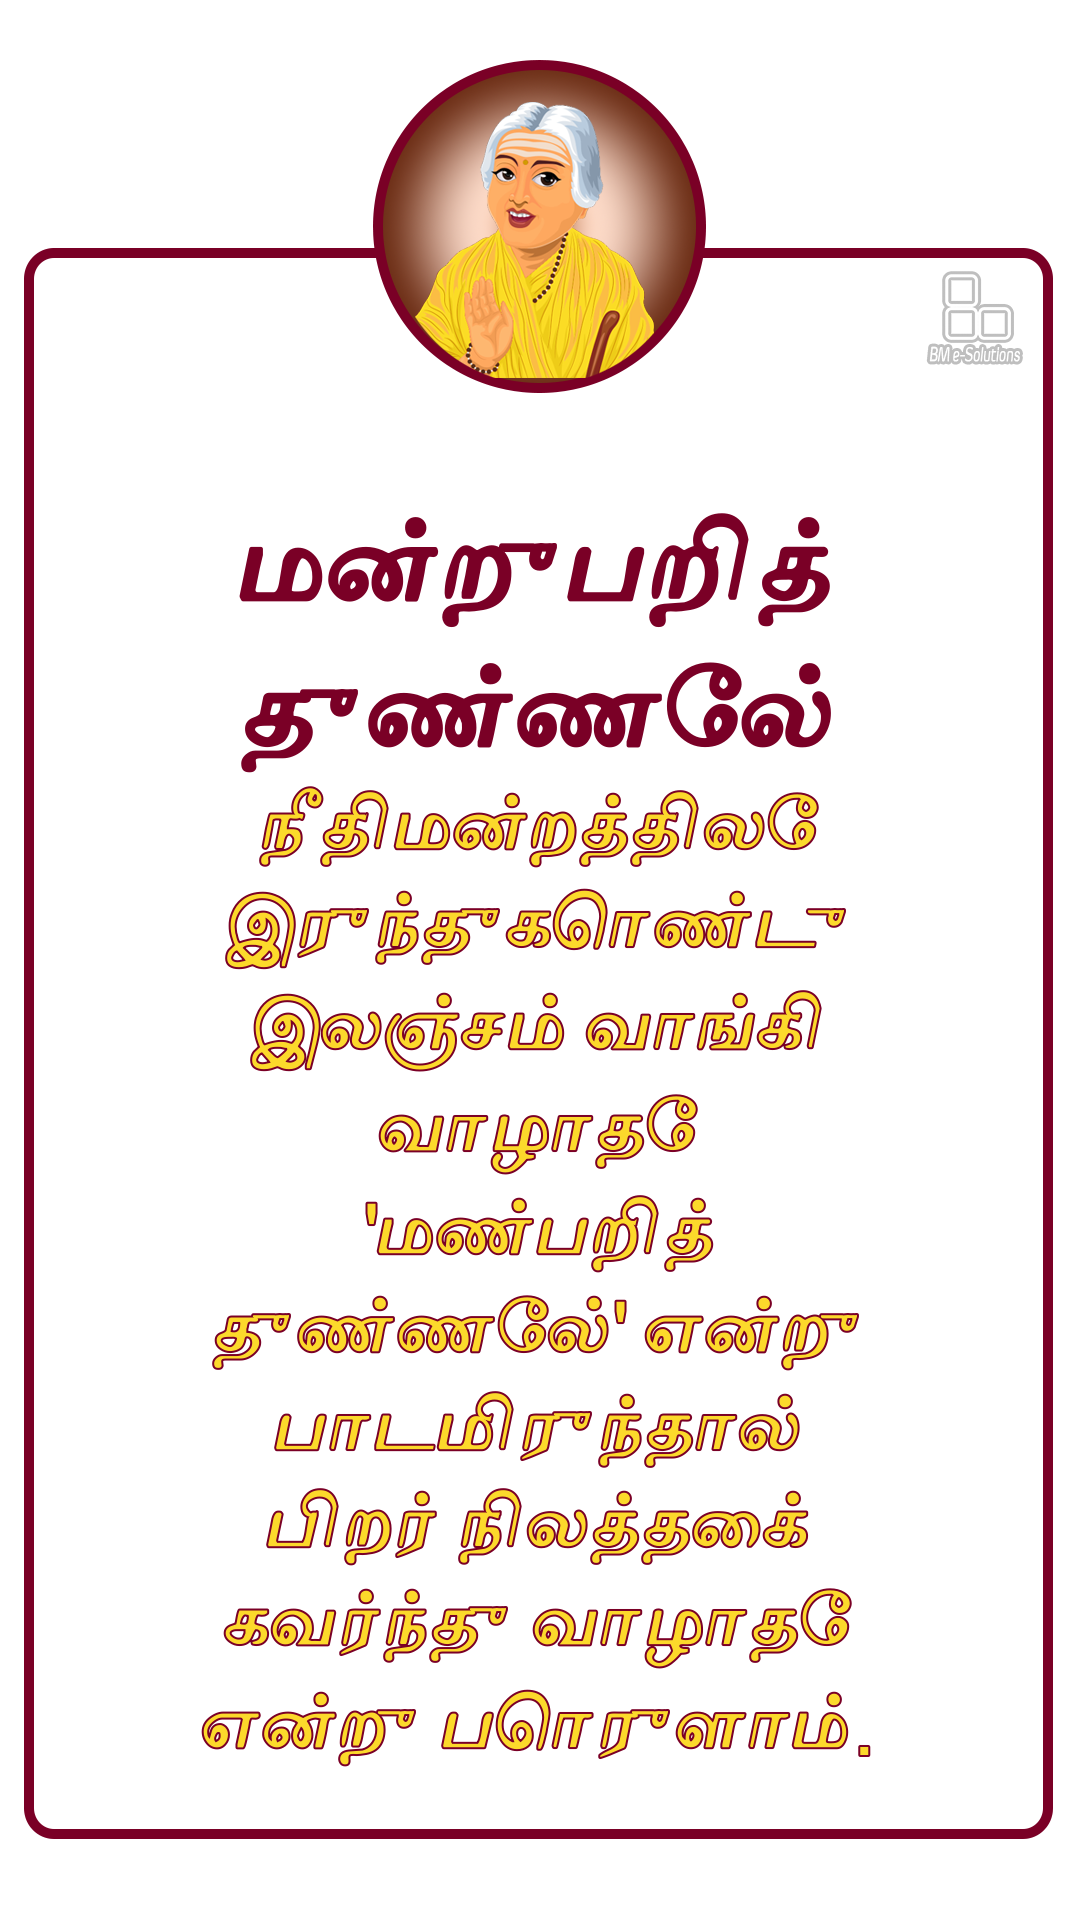 BM e-Solutions
மன்றுபறித்
துண்ணேல்
நீதிமன்றத்திலே
இருந்துகொண்டு
இலஞ்சம் வாங்கி
வாழாதே
'மண்பறித்
துண்ணேல்' என்று
பாடமிருந்தால்
பிறர் நிலத்தைக்
கவர்ந்து வாழாதே
என்று பொருளாம்.